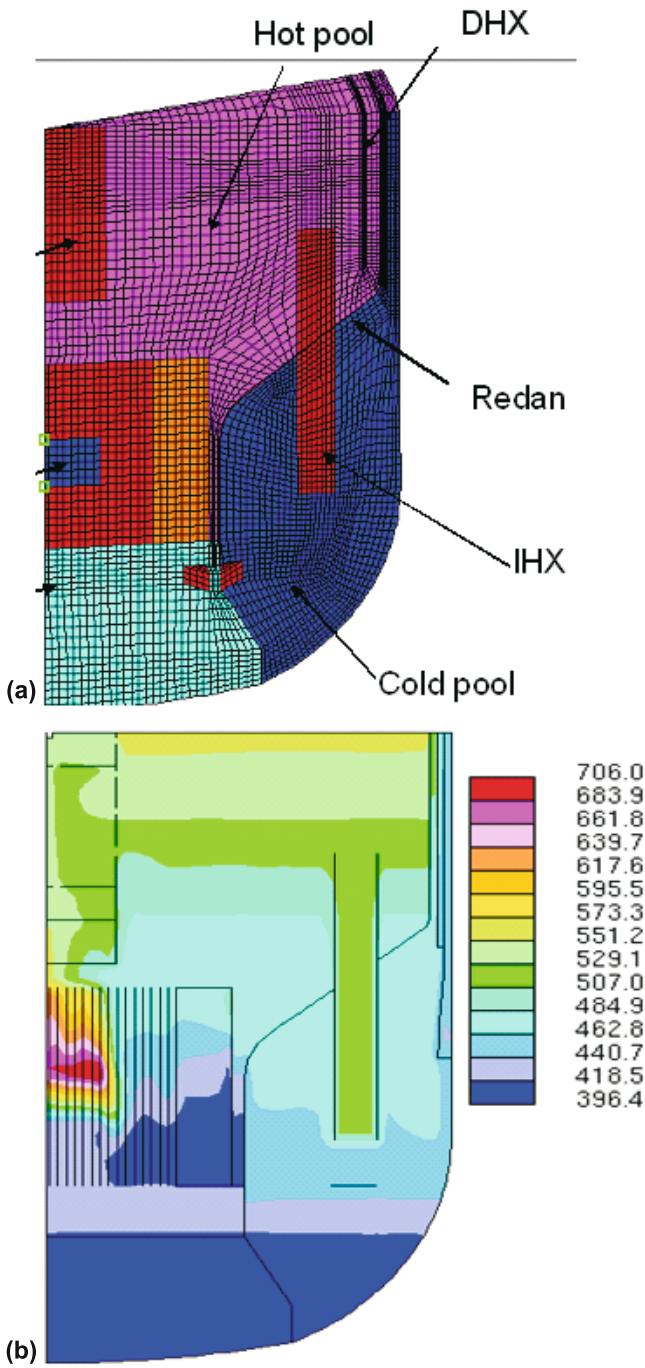 Hot pool
DHX
Redan
IHX
Cold pool
(a)
706.0
683.9
661.8
639.7
617.6
595.5
573.3
551.2
529.1
507.0
484.9
462.8
440.7
418.5
396.4
(b)